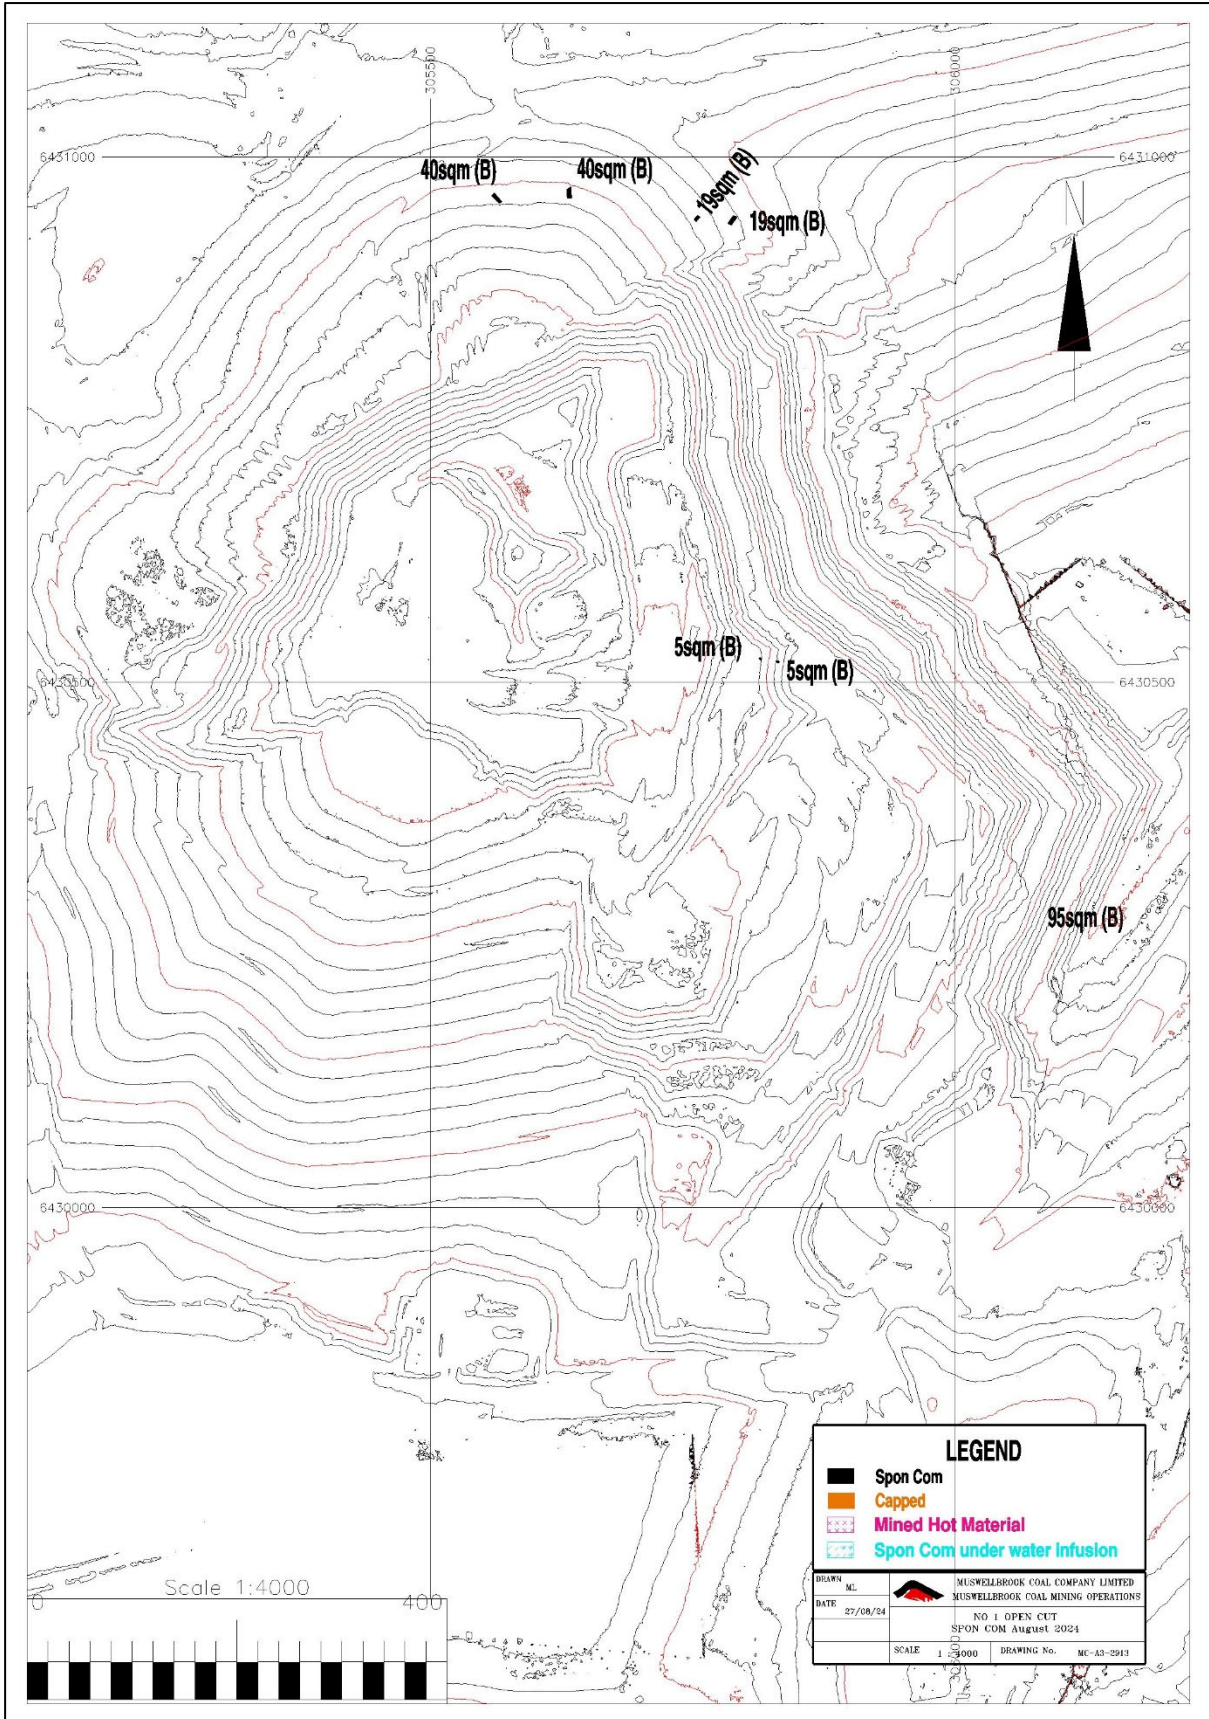 305500
306000
6431000
6431000
40sqm (B)
40sqm (B)
19sqm (B)
19sqm (B)
N
5sqm (B)
5sqm (B)
6430500
6430500
95sqm (B)
6430000
6430000
LEGEND
Spon Com
Capped
Mined Hot Material
Spon Com under water infusion
Scale 1:4000
0
400
DRAWN
ML
DATE
27/08/24
MUSWELLBROOK COAL COMPANY LIMITED
MUSWELLBROOK COAL MINING OPERATIONS
NO 1 OPEN CUT
SPON COM August 2024
SCALE 1 : 4000
DRAWING No. MC-A3-2913